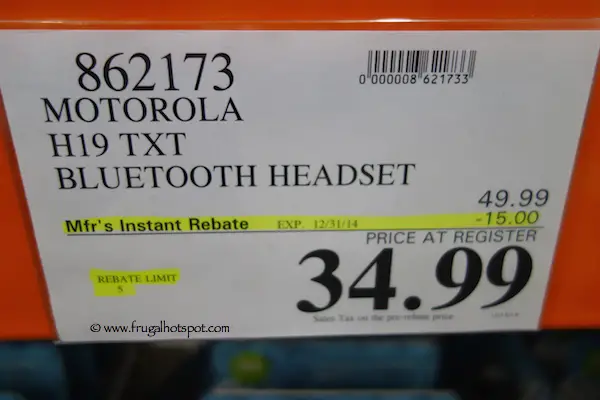 862173
0 000008 621733
MOTOROLA
H19 TXT
BLUETOOTH HEADSET
49.99
Mfr's Instant Rebate EXP. 12/31/14 -15.00
PRICE AT REGISTER
34.99
REBATE LIMIT
5
Sales Tax on the pre-rebate price
© www.frugalhotspot.com